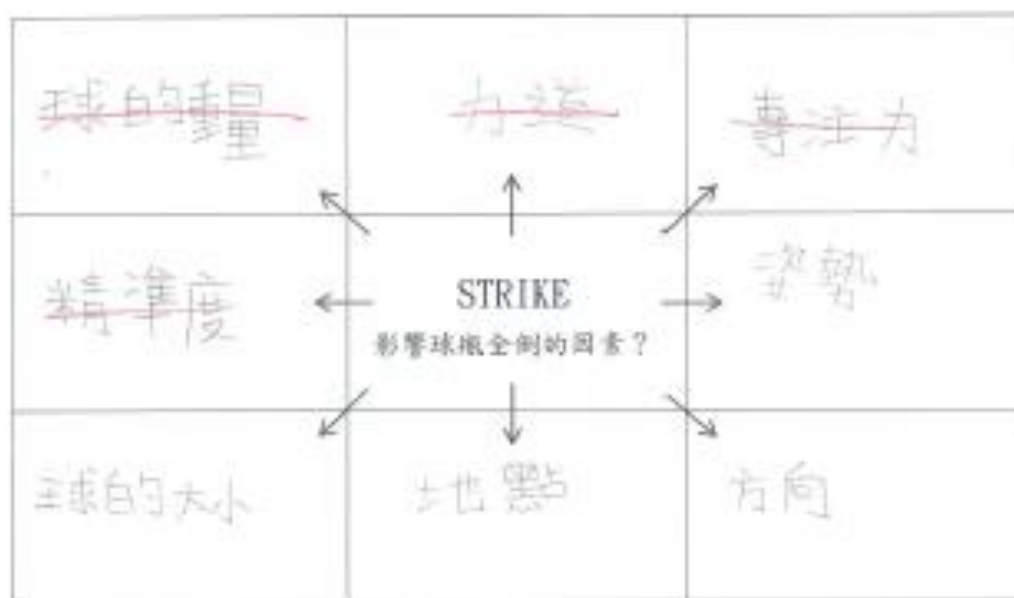 球的重量
力道
專注力
精準度
STRIKE
影響球瓶全倒的因素？
姿勢
球的大小
地點
方向